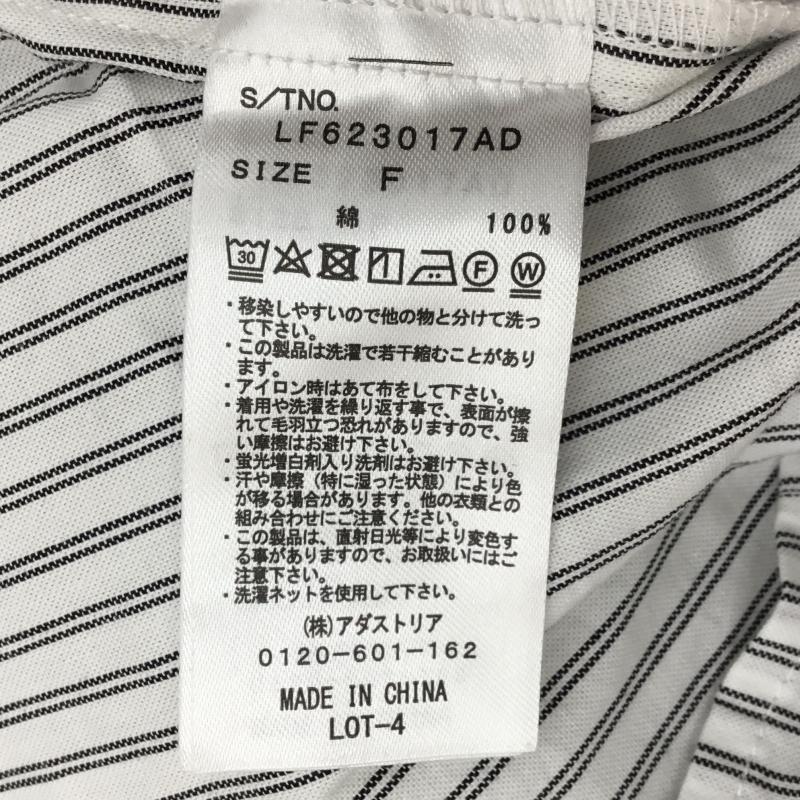 S/TNO.
LF623017AD
SIZE F
綿 100%
30 F W
・移染しやすいので他の物と分けて洗っ
て下さい。
・この製品は洗濯で若干縮むことがあり
ます。
・アイロン時はあて布をして下さい。
・着用や洗濯を繰り返す事で、表面が擦
れて毛羽立つ恐れがありますので、強
い摩擦はお避け下さい。
・蛍光増白剤入り洗剤はお避け下さい。
・汗や摩擦（特に湿った状態）により色
が移る場合があります。他の衣類との
組み合わせにご注意ください。
・この製品は、直射日光等により変色す
る事がありますので、お取扱いにはご
注意下さい。
・洗濯ネットを使用して下さい。
(株)アダストリア
0120-601-162
MADE IN CHINA
LOT-4